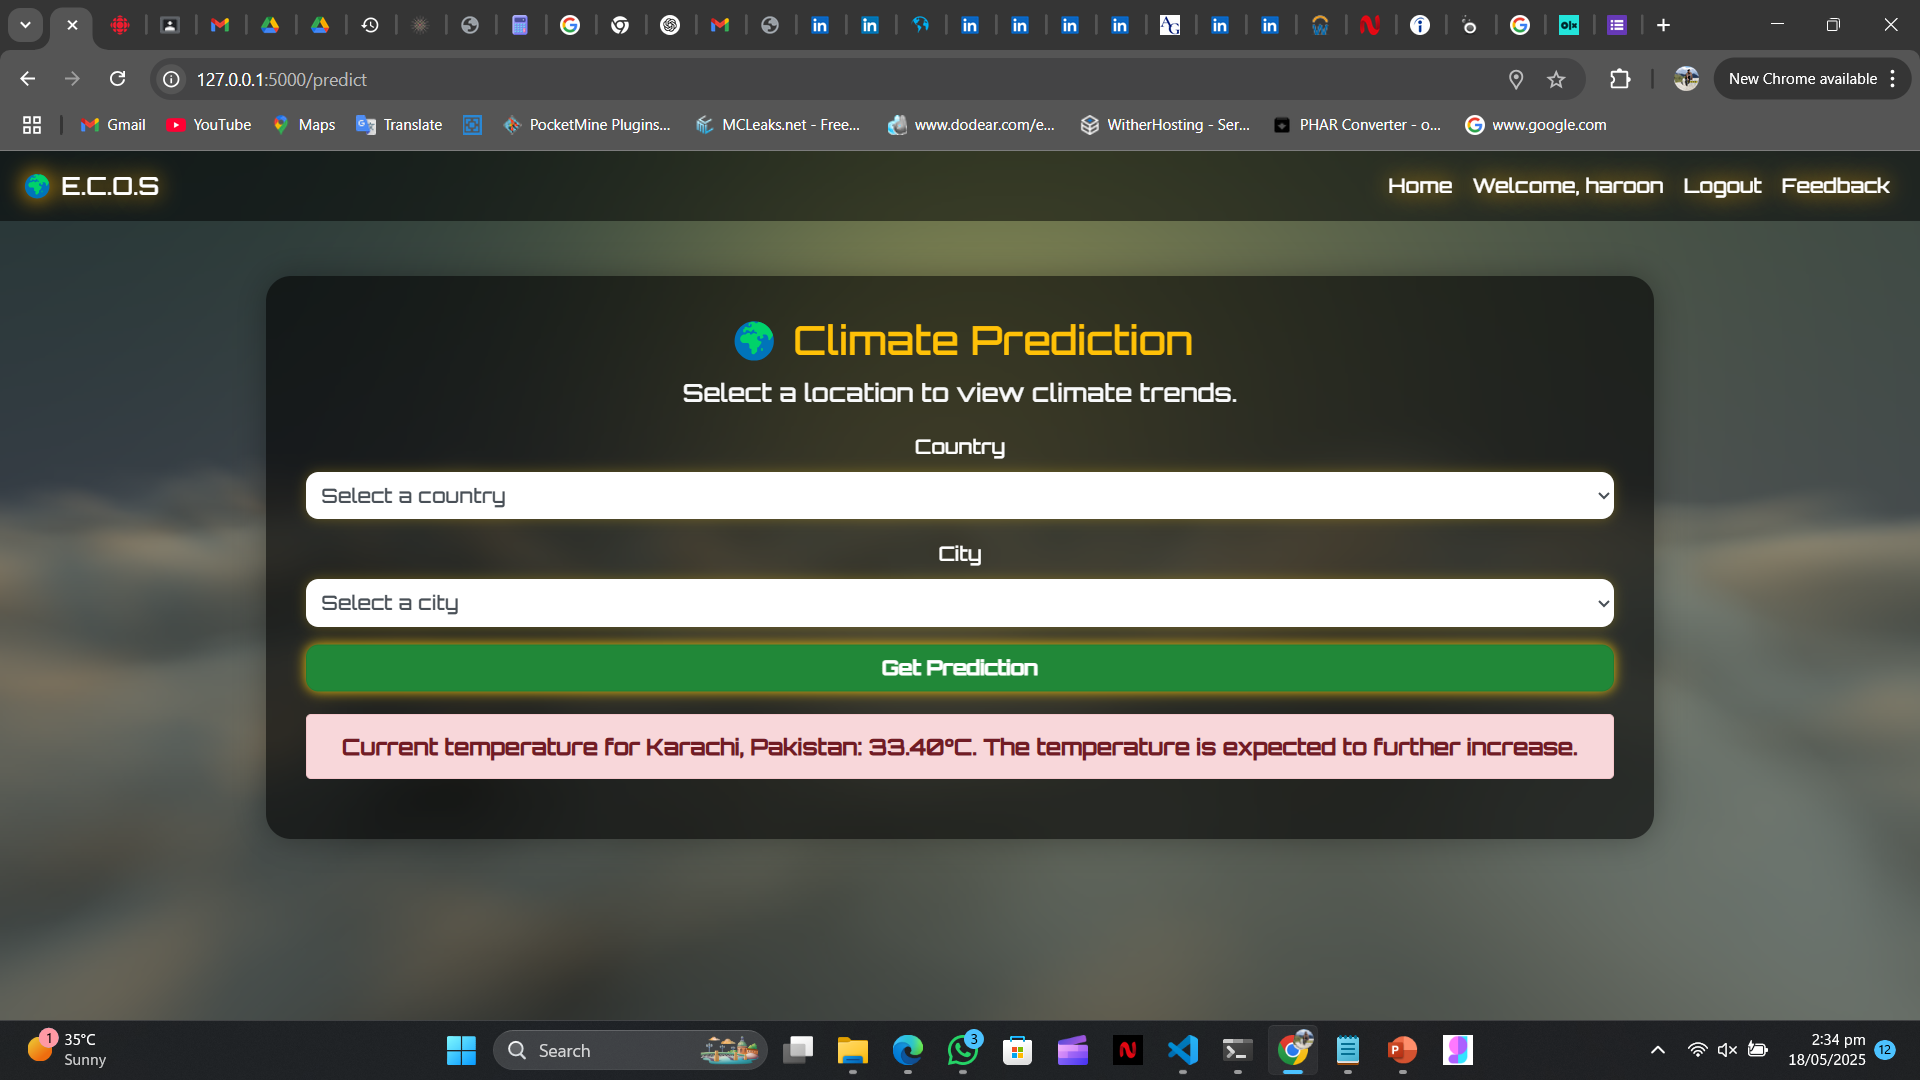 127.0.0.1:5000/predict
New Chrome available
Gmail
YouTube
Maps
Translate
PocketMine Plugins...
MCLeaks.net - Free...
www.dodear.com/e...
WitherHosting - Ser...
PHAR Converter - o...
www.google.com
E.C.O.S
Home
Welcome, haroon
Logout
Feedback
Climate Prediction
Select a location to view climate trends.
Country
Select a country
City
Select a city
Get Prediction
Current temperature for Karachi, Pakistan: 33.40°C. The temperature is expected to further increase.
1
35°C
Sunny
Search
3
2:34 pm
18/05/2025
12